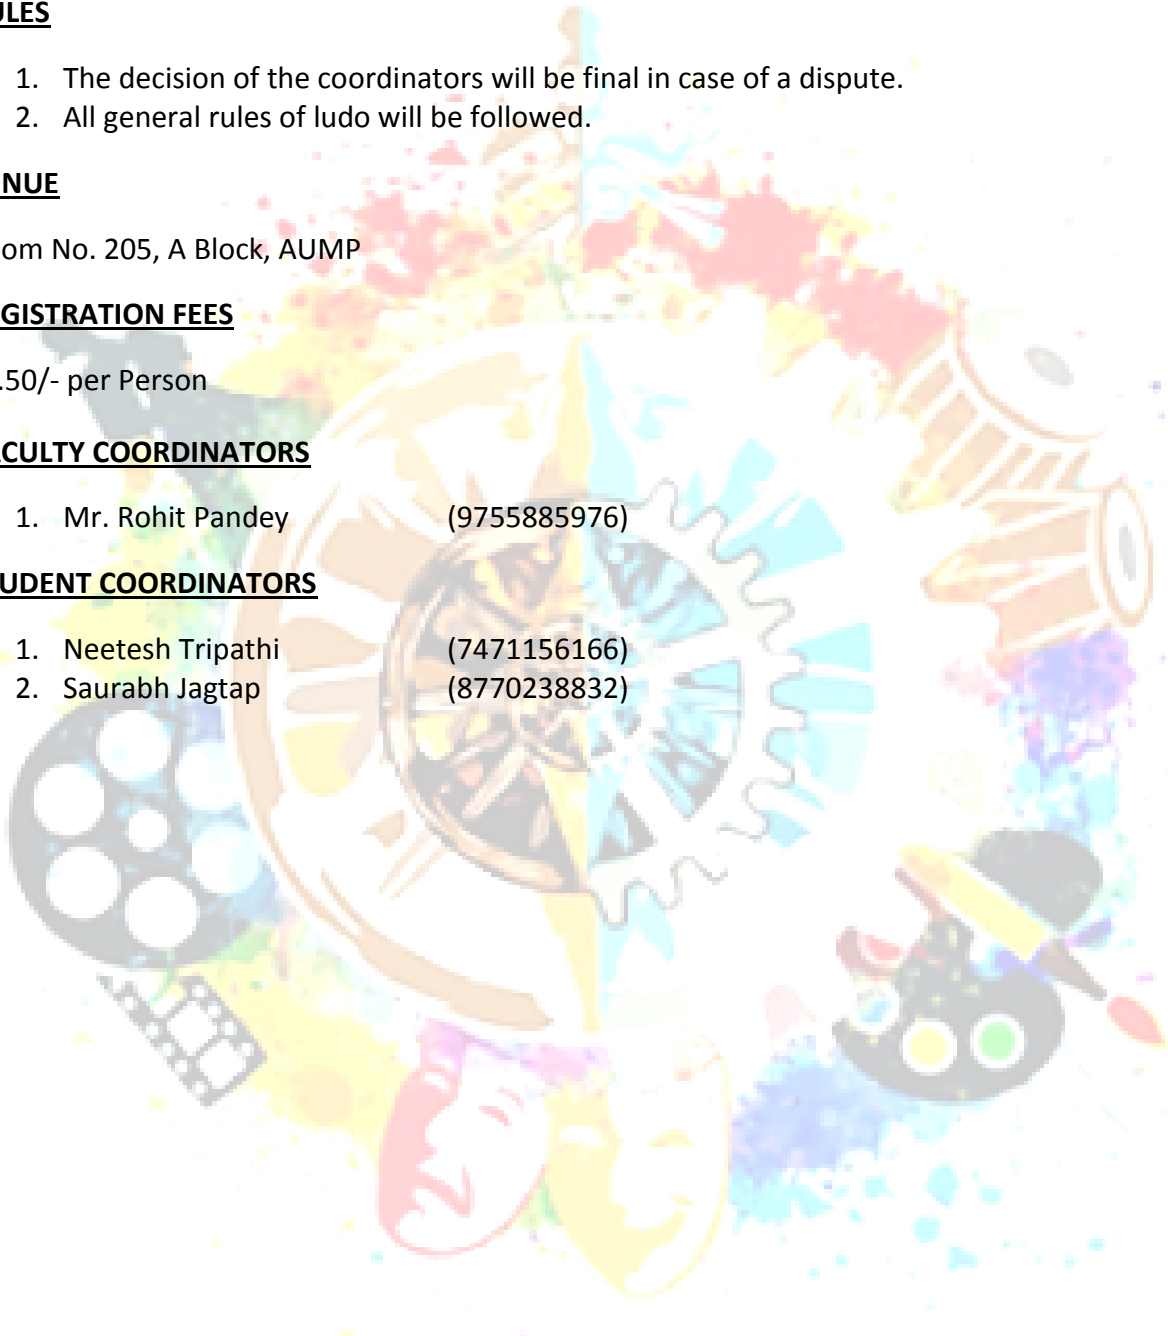 ULES
1. The decision of the coordinators will be final in case of a dispute.
2. All general rules of ludo will be followed.
NUE
om No. 205, A Block, AUMP
GISTRATION FEES
.50/- per Person
CULTY COORDINATORS
1. Mr. Rohit Pandey (9755885976)
UDENT COORDINATORS
1. Neetesh Tripathi (7471156166)
2. Saurabh Jagtap (8770238832)